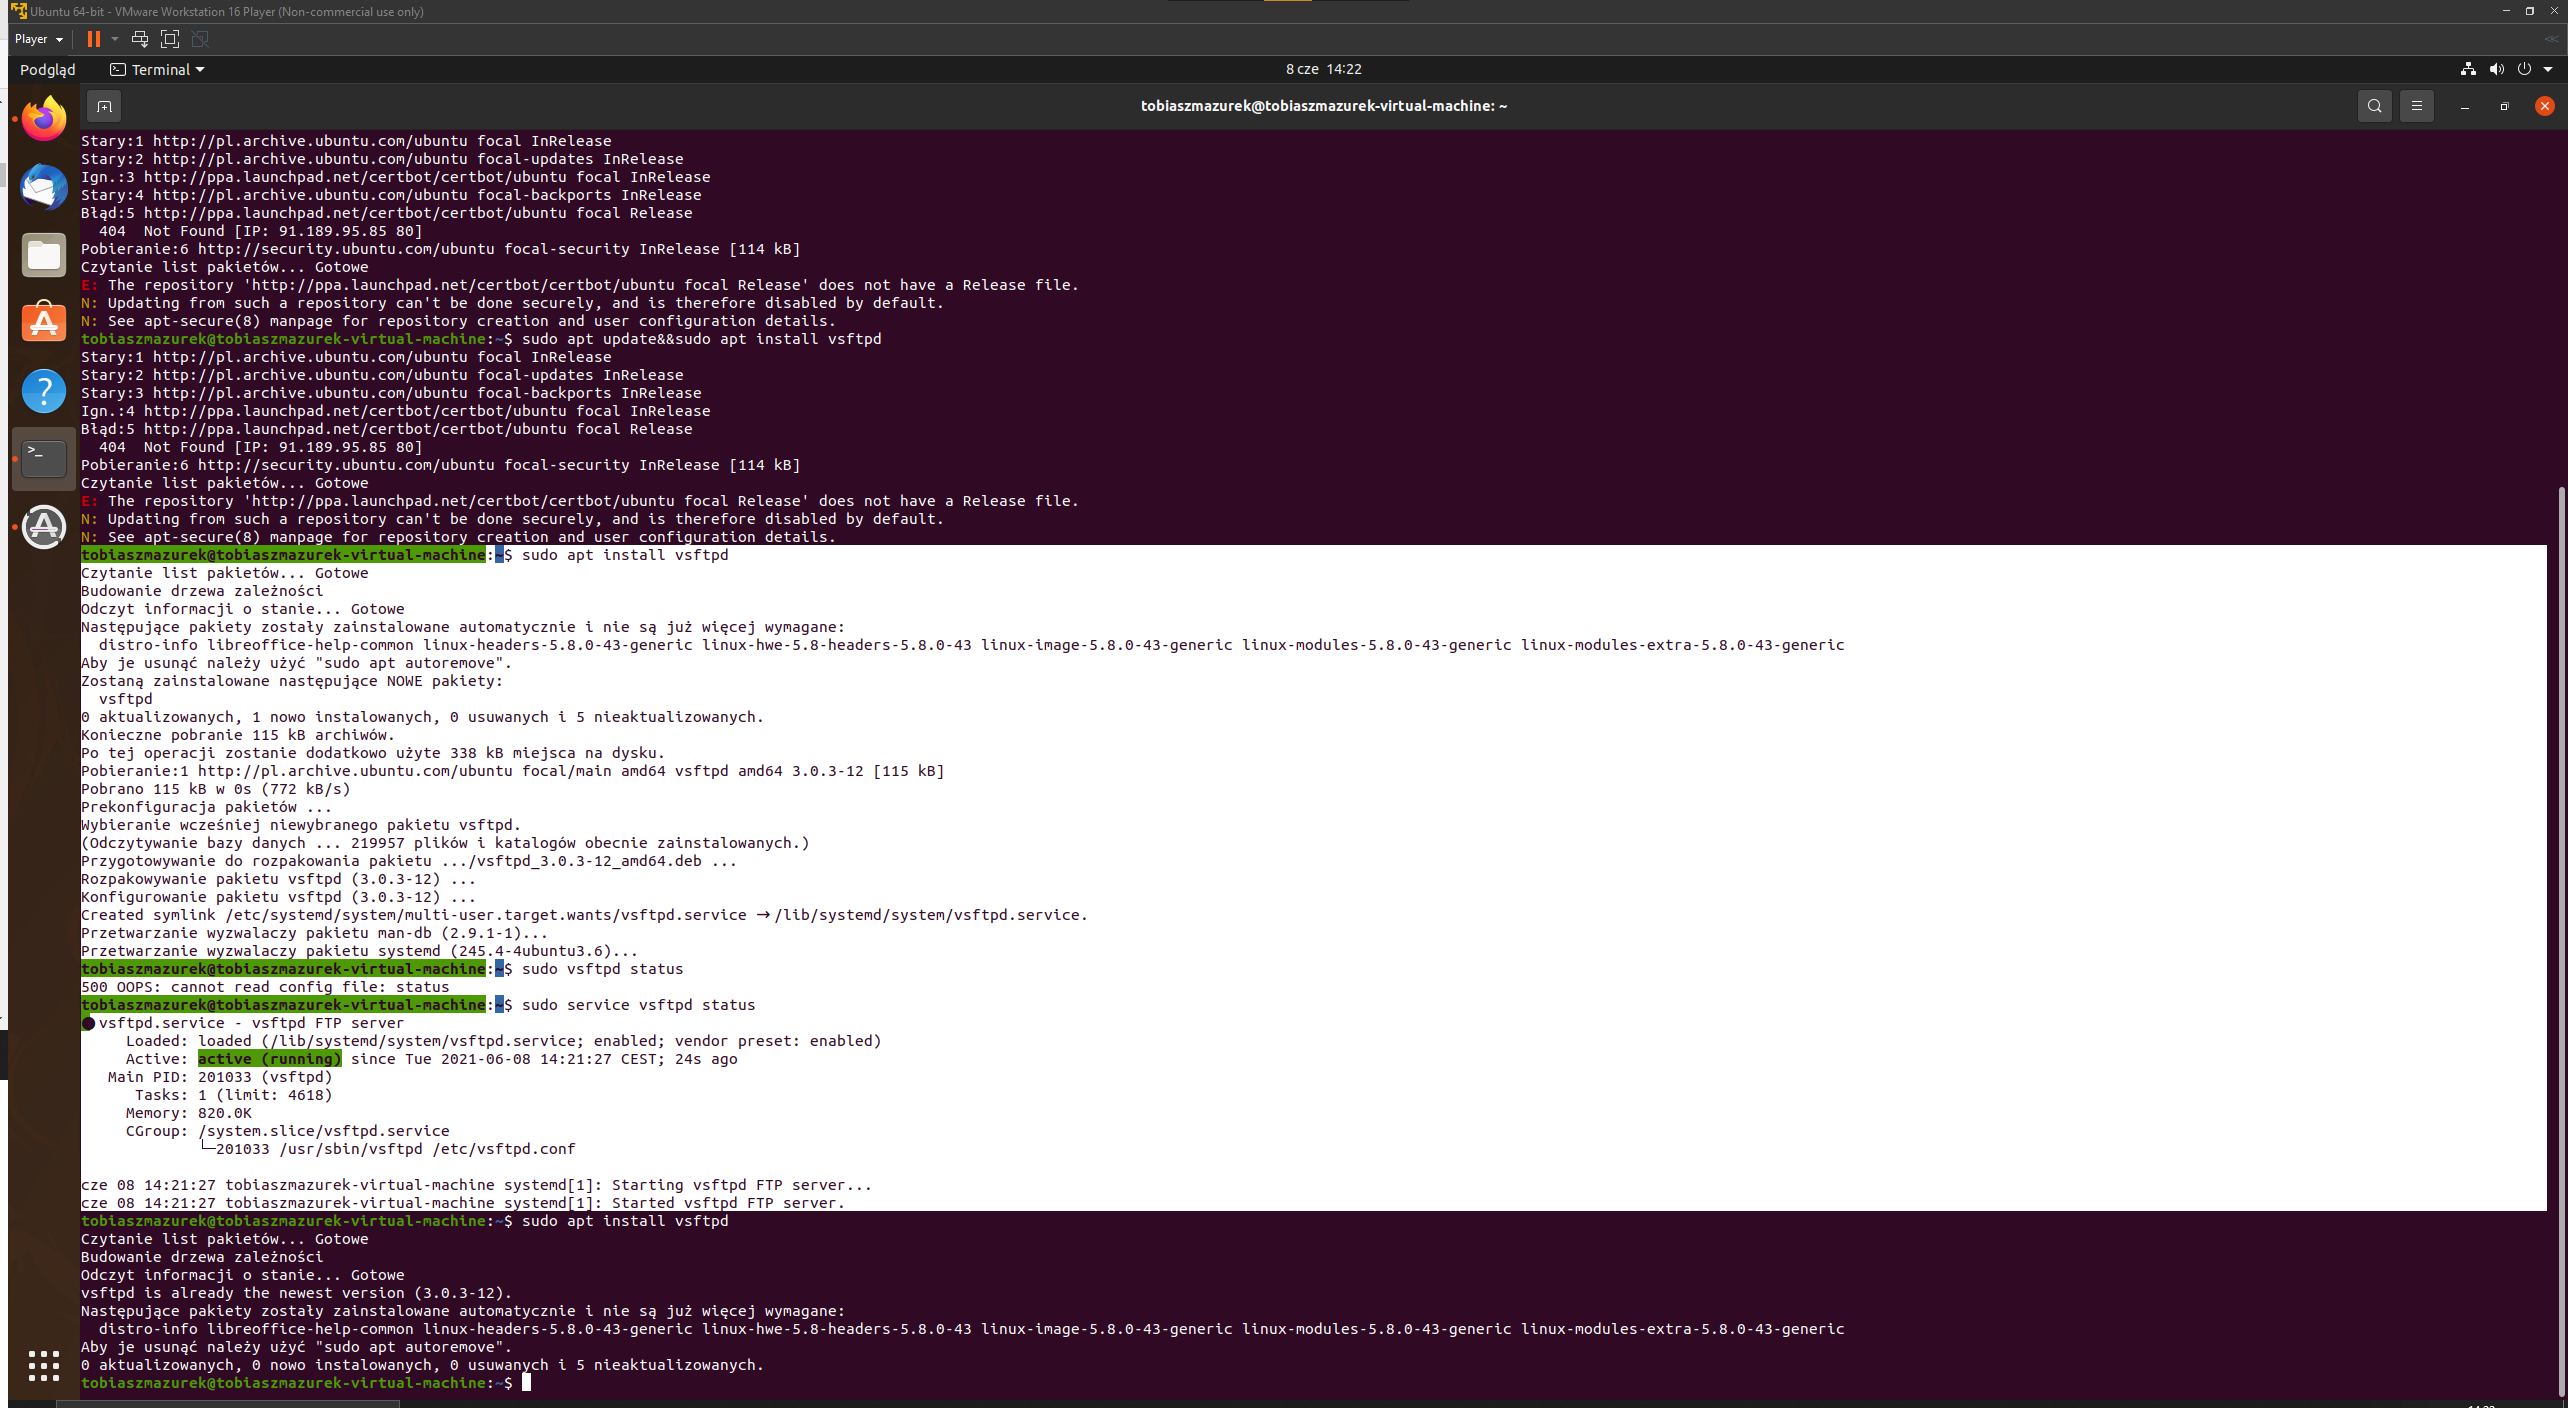 Ubuntu 64-bit - VMware Workstation 16 Player (Non-commercial use only)
Player
Podgląd Terminal 8 cze 14:22
tobiaszmazurek@tobiaszmazurek-virtual-machine: ~
Stary:1 http://pl.archive.ubuntu.com/ubuntu focal InRelease
Stary:2 http://pl.archive.ubuntu.com/ubuntu focal-updates InRelease
Ign.:3 http://ppa.launchpad.net/certbot/certbot/ubuntu focal InRelease
Stary:4 http://pl.archive.ubuntu.com/ubuntu focal-backports InRelease
Błąd:5 http://ppa.launchpad.net/certbot/certbot/ubuntu focal Release
  404  Not Found [IP: 91.189.95.85 80]
Pobieranie:6 http://security.ubuntu.com/ubuntu focal-security InRelease [114 kB]
Czytanie list pakietów... Gotowe
E: The repository 'http://ppa.launchpad.net/certbot/certbot/ubuntu focal Release' does not have a Release file.
N: Updating from such a repository can't be done securely, and is therefore disabled by default.
N: See apt-secure(8) manpage for repository creation and user configuration details.
tobiaszmazurek@tobiaszmazurek-virtual-machine:~$ sudo apt update&&sudo apt install vsftpd
Stary:1 http://pl.archive.ubuntu.com/ubuntu focal InRelease
Stary:2 http://pl.archive.ubuntu.com/ubuntu focal-updates InRelease
Stary:3 http://pl.archive.ubuntu.com/ubuntu focal-backports InRelease
Ign.:4 http://ppa.launchpad.net/certbot/certbot/ubuntu focal InRelease
Błąd:5 http://ppa.launchpad.net/certbot/certbot/ubuntu focal Release
  404  Not Found [IP: 91.189.95.85 80]
Pobieranie:6 http://security.ubuntu.com/ubuntu focal-security InRelease [114 kB]
Czytanie list pakietów... Gotowe
E: The repository 'http://ppa.launchpad.net/certbot/certbot/ubuntu focal Release' does not have a Release file.
N: Updating from such a repository can't be done securely, and is therefore disabled by default.
N: See apt-secure(8) manpage for repository creation and user configuration details.
tobiaszmazurek@tobiaszmazurek-virtual-machine:~$ sudo apt install vsftpd
Czytanie list pakietów... Gotowe
Budowanie drzewa zależności
Odczyt informacji o stanie... Gotowe
Następujące pakiety zostały zainstalowane automatycznie i nie są już więcej wymagane:
  distro-info libreoffice-help-common linux-headers-5.8.0-43-generic linux-hwe-5.8-headers-5.8.0-43 linux-image-5.8.0-43-generic linux-modules-5.8.0-43-generic linux-modules-extra-5.8.0-43-generic
Aby je usunąć należy użyć "sudo apt autoremove".
Zostaną zainstalowane następujące NOWE pakiety:
  vsftpd
0 aktualizowanych, 1 nowo instalowanych, 0 usuwanych i 5 nieaktualizowanych.
Konieczne pobranie 115 kB archiwów.
Po tej operacji zostanie dodatkowo użyte 338 kB miejsca na dysku.
Pobieranie:1 http://pl.archive.ubuntu.com/ubuntu focal/main amd64 vsftpd amd64 3.0.3-12 [115 kB]
Pobrano 115 kB w 0s (772 kB/s)
Prekonfiguracja pakietów ...
Wybieranie wcześniej niewybranego pakietu vsftpd.
(Odczytywanie bazy danych ... 219957 plików i katalogów obecnie zainstalowanych.)
Przygotowywanie do rozpakowania pakietu .../vsftpd_3.0.3-12_amd64.deb ...
Rozpakowywanie pakietu vsftpd (3.0.3-12) ...
Konfigurowanie pakietu vsftpd (3.0.3-12) ...
Created symlink /etc/systemd/system/multi-user.target.wants/vsftpd.service → /lib/systemd/system/vsftpd.service.
Przetwarzanie wyzwalaczy pakietu man-db (2.9.1-1)...
Przetwarzanie wyzwalaczy pakietu systemd (245.4-4ubuntu3.6)...
tobiaszmazurek@tobiaszmazurek-virtual-machine:~$ sudo vsftpd status
500 OOPS: cannot read config file: status
tobiaszmazurek@tobiaszmazurek-virtual-machine:~$ sudo service vsftpd status
● vsftpd.service - vsftpd FTP server
     Loaded: loaded (/lib/systemd/system/vsftpd.service; enabled; vendor preset: enabled)
     Active: active (running) since Tue 2021-06-08 14:21:27 CEST; 24s ago
   Main PID: 201033 (vsftpd)
      Tasks: 1 (limit: 4618)
     Memory: 820.0K
     CGroup: /system.slice/vsftpd.service
             └─201033 /usr/sbin/vsftpd /etc/vsftpd.conf
cze 08 14:21:27 tobiaszmazurek-virtual-machine systemd[1]: Starting vsftpd FTP server...
cze 08 14:21:27 tobiaszmazurek-virtual-machine systemd[1]: Started vsftpd FTP server.
tobiaszmazurek@tobiaszmazurek-virtual-machine:~$ sudo apt install vsftpd
Czytanie list pakietów... Gotowe
Budowanie drzewa zależności
Odczyt informacji o stanie... Gotowe
vsftpd is already the newest version (3.0.3-12).
Następujące pakiety zostały zainstalowane automatycznie i nie są już więcej wymagane:
  distro-info libreoffice-help-common linux-headers-5.8.0-43-generic linux-hwe-5.8-headers-5.8.0-43 linux-image-5.8.0-43-generic linux-modules-5.8.0-43-generic linux-modules-extra-5.8.0-43-generic
Aby je usunąć należy użyć "sudo apt autoremove".
0 aktualizowanych, 0 nowo instalowanych, 0 usuwanych i 5 nieaktualizowanych.
tobiaszmazurek@tobiaszmazurek-virtual-machine:~$